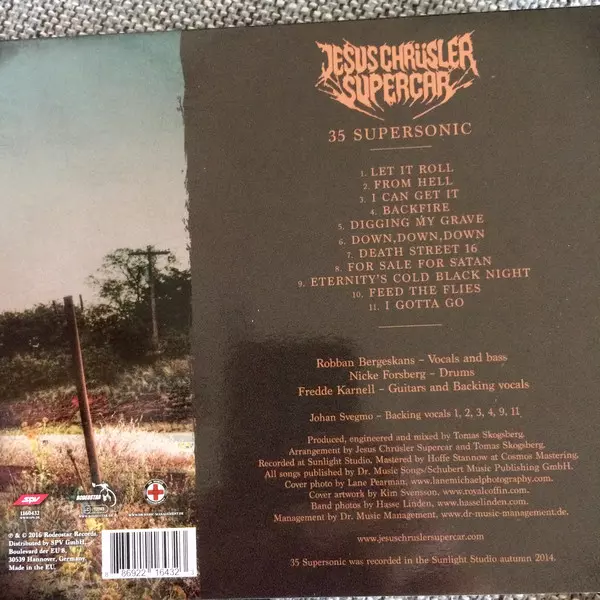 JESUS CHRÜSLER
SUPERCAR
35 SUPERSONIC
1. LET IT ROLL
2. FROM HELL
3. I CAN GET IT
4. BACKFIRE
5. DIGGING MY GRAVE
6. DOWN,DOWN,DOWN
7. DEATH STREET 16
8. FOR SALE FOR SATAN
9. ETERNITY'S COLD BLACK NIGHT
10. FEED THE FLIES
11. I GOTTA GO
Robban Bergeskans – Vocals and bass
Nicke Forsberg – Drums
Fredde Karnell – Guitars and Backing vocals
Johan Svegmo – Backing vocals 1, 2, 3, 4, 9, 11
Produced, engineered and mixed by Tomas Skogsberg.
Arrangement by Jesus Chrüsler Supercar and Tomas Skogsberg.
Recorded at Sunlight Studio, Mastered by Hoffe Stannow at Cosmos Mastering.
All songs published by Dr. Music Songs/Schubert Music Publishing GmbH.
Cover photo by Lane Pearman, www.lanemichaelphotography.com.
Cover artwork by Kim Svensson, www.royalcoffin.com.
Band photos by Hasse Linden, www.hasselinden.com.
Management by Dr. Music Management, www.dr-music-management.de.
www.jesuschruslersupercar.com
35 Supersonic was recorded in the Sunlight Studio autumn 2014.
SPV
RODEOSTAR
℗ & © 2016 Rodeostar Records
Distributed by SPV GmbH,
Boulevard der EU 8,
30539 Hannover, Germany
Made in the EU.
8 86922 16432